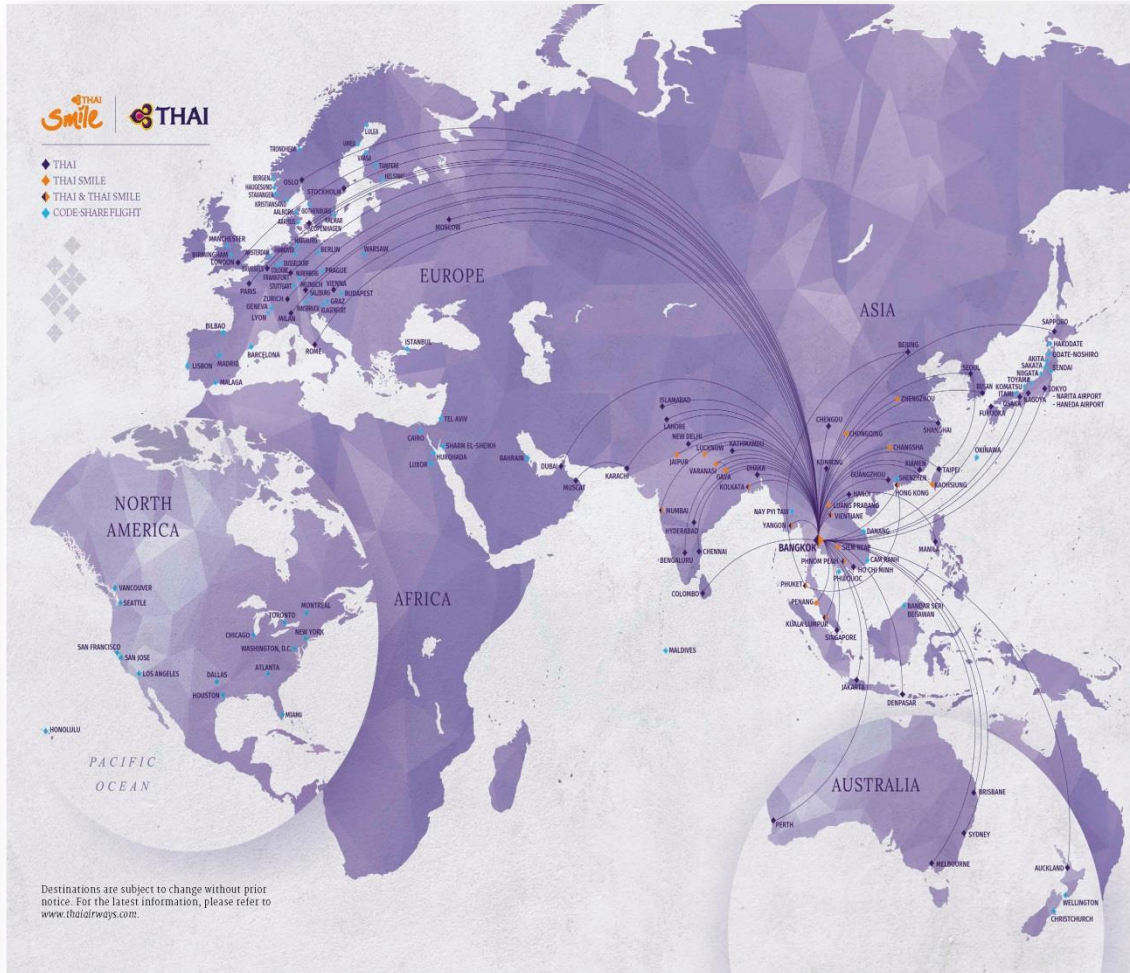 THAI
smile
THAI
THAI
THAI SMILE
THAI & THAI SMILE
CODE-SHARE FLIGHT
LULEA
UMEA
VAASA
TRONDHEIM
TAMPERE
HELSINKI
BERGEN
OSLO
HAUGESUND
STOCKHOLM
STAVANGER
KRISTIANSAND
GOTHENBURG
AALBORG
KALMAR
AARHUS
COPENHAGEN
MOSCOW
MANCHESTER
HAMBURG
BIRMINGHAM
AMSTERDAM
HANOVER
BERLIN
WARSAW
LONDON
DUSSELDORF
BRUSSELS
COLOGNE
PRAGUE
FRANKFURT
NUREMBERG
EUROPE
STUTTGART
MUNICH
VIENNA
PARIS
SALZBURG
BUDAPEST
ZURICH
GRAZ
GENEVA
INNSBRUCK
KLAGENFURT
LYON
MILAN
BILBAO
ROME
ISTANBUL
BARCELONA
MADRID
LISBON
MALAGA
ASIA
SAPPORO
HAKODATE
BEIJING
ODATE-NOSHIRO
AKITA
SEOUL
SAKATA
SENDAI
NIIGATA
TOYAMA
BUSAN
KOMATSU
TOKYO
ITAMI
- NARITA AIRPORT
NAGOYA
- HANEDA AIRPORT
OSAKA
FUKUOKA
ISLAMABAD
ZHENGZHOU
LAHORE
CHENGDU
SHANGHAI
NEW DELHI
CHONGQING
LUCKNOW
KATHMANDU
CHANGSHA
OKINAWA
JAIPUR
TEL AVIV
CAIRO
SHARM EL-SHEIKH
HURGHADA
LUXOR
BAHRAIN
DUBAI
MUSCAT
KARACHI
VARANASI
GAYA
DHAKA
KUNMING
XIAMEN
TAIPEI
GUANGZHOU
SHENZHEN
KAOHSIUNG
KOLKATA
HONG KONG
HANOI
MUMBAI
NAY PYI TAW
LUANG PRABANG
VIENTIANE
HYDERABAD
YANGON
DANANG
BANGKOK
SIEM REAP
MANILA
BENGALURU
CHENNAI
PHNOM PENH
CAM RANH
HO CHI MINH
PHU QUOC
COLOMBO
PHUKET
PENANG
BANDAR SERI
BEGAWAN
KUALA LUMPUR
SINGAPORE
MALDIVES
JAKARTA
DENPASAR
NORTH
AMERICA
AFRICA
VANCOUVER
SEATTLE
MONTREAL
TORONTO
CHICAGO
NEW YORK
SAN FRANCISCO
WASHINGTON, D.C.
SAN JOSE
LOS ANGELES
DALLAS
ATLANTA
HOUSTON
MIAMI
HONOLULU
PACIFIC
OCEAN
AUSTRALIA
BRISBANE
PERTH
SYDNEY
MELBOURNE
AUCKLAND
WELLINGTON
CHRISTCHURCH
Destinations are subject to change without prior
notice. For the latest information, please refer to
www.thaiairways.com.